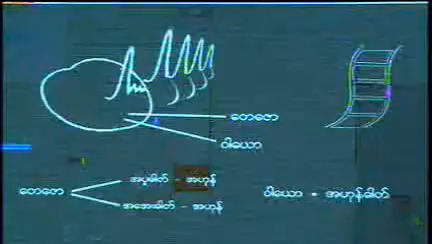 တေဇော
ဝါယော
တေဇော
အပူဓါတ် - အဟုန်
အအေးဓါတ် - အဟုန်
ဝါယော - အဟုန်ဓါတ်